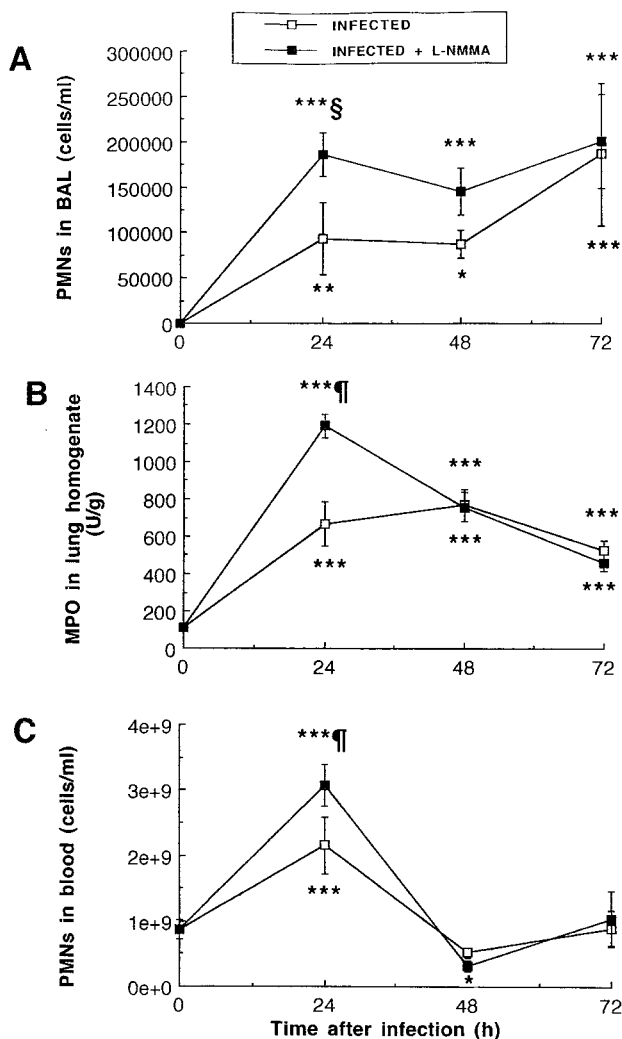 INFECTED
INFECTED + L-NMMA
A
PMNs in BAL (cells/ml)
300000
250000
200000
150000
100000
50000
0
***§
***
***
**
*
***
0
24
48
72
B
MPO in lung homogenate
(U/g)
1400
1200
1000
800
600
400
200
0
***¶
***
***
***
***
***
0
24
48
72
C
PMNs in blood (cells/ml)
4e+9
3e+9
2e+9
1e+9
0e+0
***¶
***
*
0
24
48
72
Time after infection (h)